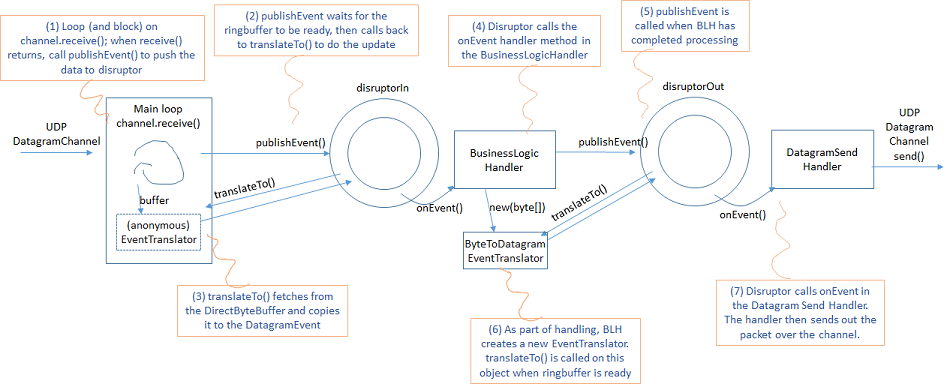 (1) Loop (and block) on
channel.receive(); when receive()
returns, call publishEvent() to push the
data to disruptor
(2) publishEvent waits for the
ringbuffer to be ready, then calls back
to translateTo() to do the update
(4) Disruptor calls the
onEvent handler method in
the BusinessLogicHandler
(5) publishEvent is
called when BLH has
completed processing
UDP
DatagramChannel
Main loop
channel.receive()
buffer
(anonymous)
EventTranslator
publishEvent()
translateTo()
disruptorIn
onEvent()
BusinessLogic
Handler
new(byte[])
ByteToDatagram
EventTranslator
publishEvent()
translateTo()
disruptorOut
onEvent()
DatagramSend
Handler
UDP
Datagram
Channel
send()
(3) translateTo() fetches from
the DirectByteBuffer and copies
it to the DatagramEvent
(6) As part of handling, BLH
creates a new EventTranslator.
translateTo() is called on this
object when ringbuffer is ready
(7) Disruptor calls onEvent in
the Datagram Send Handler.
The handler then sends out the
packet over the channel.